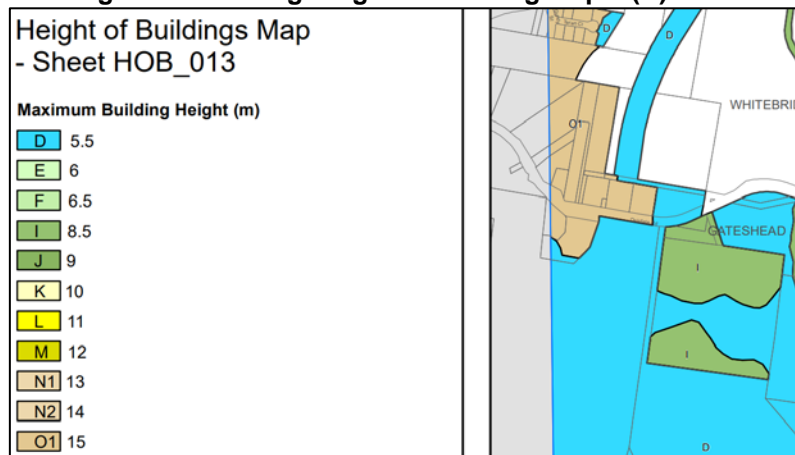 Height of Buildings Map
- Sheet HOB_013
Maximum Building Height (m)
D 5.5
E 6
F 6.5
I 8.5
J 9
K 10
L 11
M 12
N1 13
N2 14
O1 15
D
D
WHITEBRI
O1
GATESHEAD
I
I
D